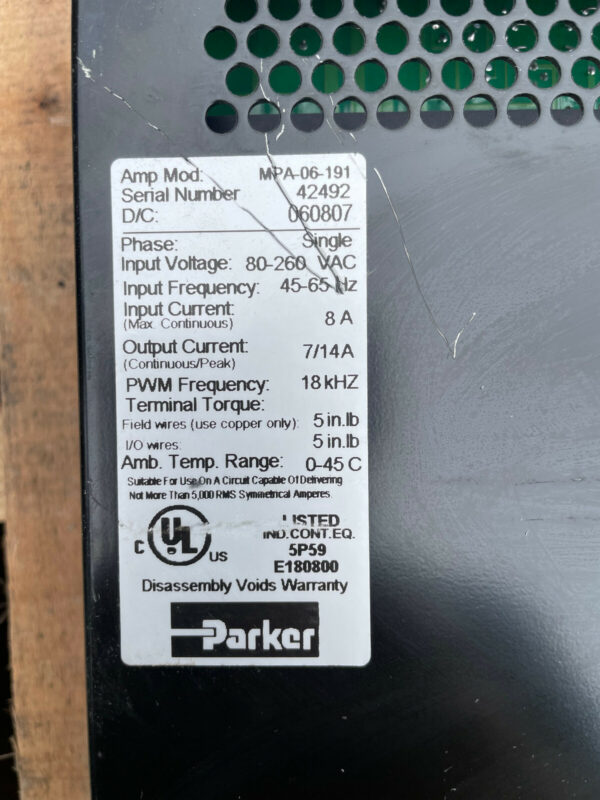 Amp Mod: MPA-06-191
Serial Number 42492
D/C: 060807
Phase: Single
Input Voltage: 80-260 VAC
Input Frequency: 45-65 Hz
Input Current: 8 A
(Max. Continuous)
Output Current: 7/14A
(Continuous/Peak)
PWM Frequency: 18 kHZ
Terminal Torque:
Field wires (use copper only): 5 in.lb
I/O wires: 5 in.lb
Amb. Temp. Range: 0-45 C
Suitable For Use On A Circuit Capable Of Delivering
Not More Than 5,000 RMS Symmetrical Amperes.
C UL US
LISTED
IND.CONT.EQ.
5P59
E180800
Disassembly Voids Warranty
Parker